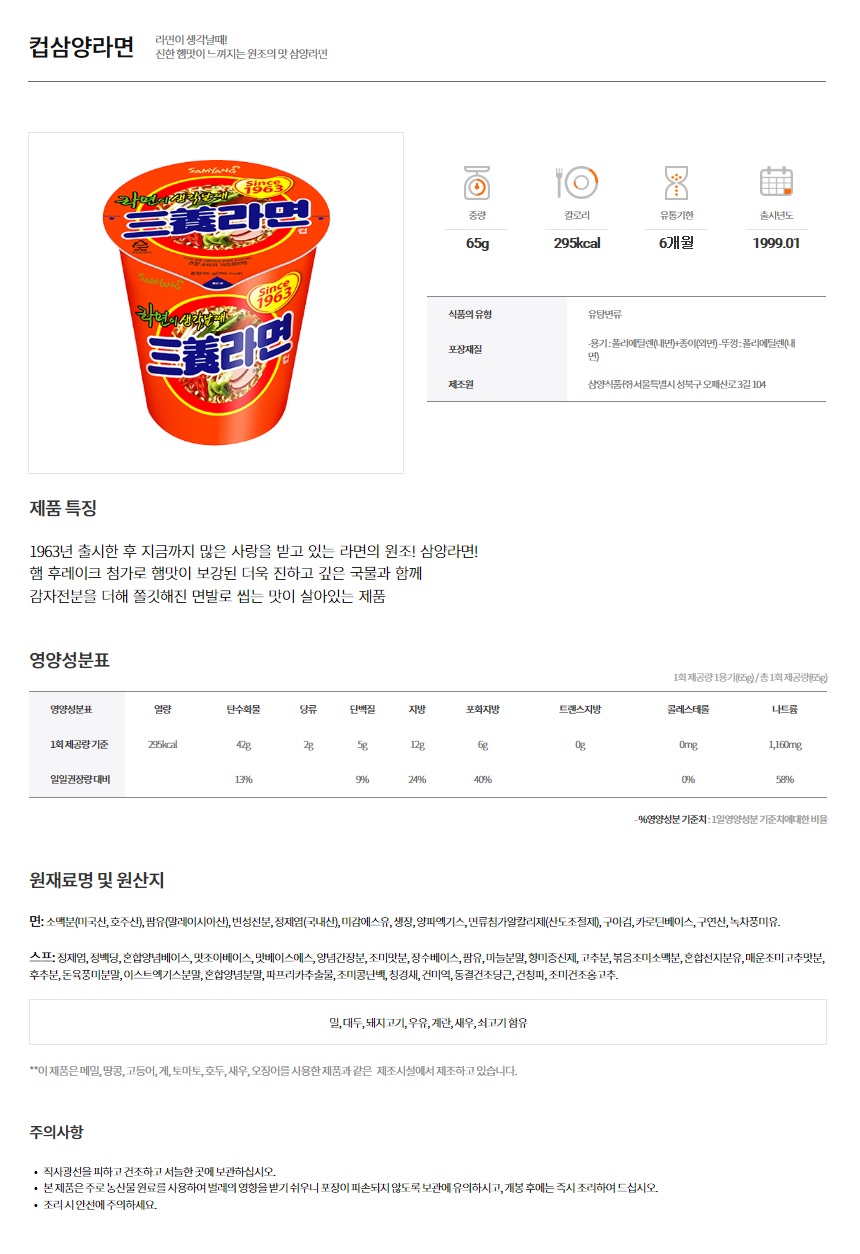 컵삼양라면
라면이 생각날때!
진한 햄맛이 느껴지는 원조의 맛 삼양라면
SAMYANG
Since
1963
라면이 생각날때
三養라면
컵
SAMYANG
Since
1963
라면이 생각날때
三養라면
컵
중량
칼로리
유통기한
출시년도
65g
295kcal
6개월
1999.01
식품의 유형
유탕면류
포장재질
-용기 : 폴리에틸렌(내면)+종이(외면) -뚜껑 : 폴리에틸렌(내
면)
제조원
삼양식품㈜ 서울특별시 성북구 오패산로 3길 104
제품 특징
1963년 출시한 후 지금까지 많은 사랑을 받고 있는 라면의 원조! 삼양라면!
햄 후레이크 첨가로 햄맛이 보강된 더욱 진하고 깊은 국물과 함께
감자전분을 더해 쫄깃해진 면발로 씹는 맛이 살아있는 제품
영양성분표
1회 제공량 1용기(65g) / 총 1회 제공량(65g)
영양성분표 열량 탄수화물 당류 단백질 지방 포화지방 트랜스지방 콜레스테롤 나트륨
1회 제공량 기준 295kcal 42g 2g 5g 12g 6g 0g 0mg 1,160mg
일일권장량 대비 13% 9% 24% 40% 0% 58%
- %영양성분 기준치 : 1일영양성분 기준치에대한 비율
원재료명 및 원산지
면: 소맥분(미국산, 호주산), 팜유(말레이시아산), 변성전분, 정제염(국내산), 미감에스유, 생장, 양파엑기스, 면류첨가알칼리제(산도조절제), 구아검, 카로틴베이스, 구연산, 녹차풍미유.
스프: 정제염, 정백당, 혼합양념베이스, 맛조아베이스, 맛베이스에스, 양념간장분, 조미맛분, 장수베이스, 팜유, 마늘분말, 향미증진제, 고추분, 볶음조미소맥분, 혼합선지분유, 매운조미고추맛분,
후추분, 돈육풍미분말, 이스트엑기스분말, 혼합양념분말, 파프리카추출물, 조미콩단백, 청경채, 건미역, 동결건조당근, 건청파, 조미건조홍고추.
밀, 대두, 돼지고기, 우유, 계란, 새우, 쇠고기 함유
**이 제품은 메밀, 땅콩, 고등어, 게, 토마토, 호두, 새우, 오징어를 사용한 제품과 같은 제조시설에서 제조하고 있습니다.
주의사항
• 직사광선을 피하고 건조하고 서늘한 곳에 보관하십시오.
• 본 제품은 주로 농산물 원료를 사용하여 벌레의 영향을 받기 쉬우니 포장이 파손되지 않도록 보관에 유의하시고, 개봉 후에는 즉시 조리하여 드십시오.
• 조리 시 안전에 주의하세요.